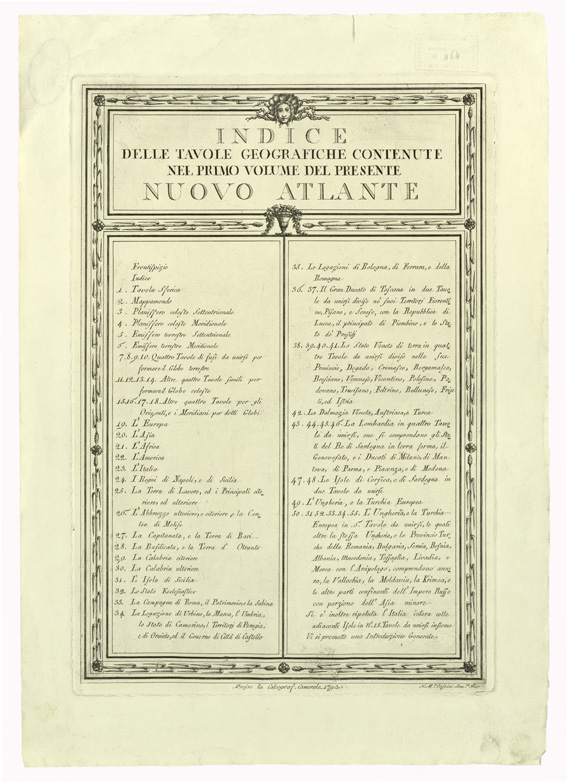 INDICE
DELLE TAVOLE GEOGRAFICHE CONTENUTE
NEL PRIMO VOLUME DEL PRESENTE
NUOVO ATLANTE
Frontispizio
Indice
1. Tavola Sferica
2. Mappamondo
3. Planisfero celeste Settentrionale
4. Planisfero celeste Meridionale
5. Emisfero terrestre Settentrionale
6. Emisfero terrestre Meridionale
7. 8. 9. 10. Quattro Tavole di fusi da unirsi per
formare il Globo terrestre
11. 12. 13. 14. Altre quattro Tavole simili per
formare il Globo celeste
15. 16. 17. 18. Altre quattro Tavole per gli
Orizonti, e i Meridiani per detti Globi
19. L'Europa
20. L'Asia
21. L'Africa
22. L'America
23. L'Italia
24. I Regni di Napoli, e di Sicilia
25. La Terra di Lavoro, ed i Principati cite
riore, ed ulteriore
26. L'Abbruzzo ulteriore, e citeriore, e la Con
tea di Molise
27. La Capitanata, e la Terra di Bari
28. La Basilicata, e la Terra d'Otranto
29. La Calabria citeriore
30. La Calabria ulteriore
31. L'Isola di Sicilia
32. Lo Stato Ecclesiastico
33. La Campagna di Roma, il Patrimonio, la Sabina
34. La Legazione di Urbino, la Marca, l'Umbria,
lo Stato di Camerino, i Territorj di Perugia,
e di Orvieto, ed il Governo di Città di Castello
35. Le Legazioni di Bologna, di Ferrara, e della
Romagna
36. 37. Il Gran Ducato di Toscana in due Tavo
le da unirsi diviso ne' suoi Territorj Fiorenti
no, Pisano, e Senese, con la Repubblica di
Lucca, il principato di Piombino, e lo Sta
to de' Presidj
38. 39. 40. 41. Lo Stato Veneto di terra in quat
tro Tavole da unirsi diviso nelle sue
Provincie, Dogado, Cremasco, Bergamasco,
Bresciano, Veronese, Vicentino, Polesine, Pa
dovano, Trevisano, Feltrino, Bellunese, Friu
li, ed Istria
42. La Dalmazia Veneta, Austriaca, e Turca
43. 44. 45. 46. La Lombardia in quattro Tavo
le da unirsi, ove si comprendono gli Sta
ti del Re di Sardegna in terra ferma, il
Genovesato, e i Ducati di Milano, di Man
tova, di Parma, e Piacenza, e di Modena
47. 48. Le Isole di Corsica, e di Sardegna in
due Tavole da unirsi
49. L'Ungheria, e la Turchia Europea
50. 51. 52. 53. 54. 55. L'Ungheria, e la Turchia
Europea in 6. Tavole da unirsi, le quali
oltre la stessa Ungheria, e le Provincie Tur
che della Romania, Bulgaria, Servia, Bosnia,
Albania, Macedonia, Tessaglia, Livadia, e
Morea con l'Arcipelago, comprendono anco
ra, la Vallachia, la Moldavia, la Krimea, e
le altre parti confinanti dell'Impero Russo
con porzione dell'Asia minore
Si è inoltre ripetuta l'Italia colore colle
adiacenti Isole in N.º 15. Tavole da unirsi insieme
Vi si premette una Introduzione Generale
Presso la Calcograf. Camerale 1792